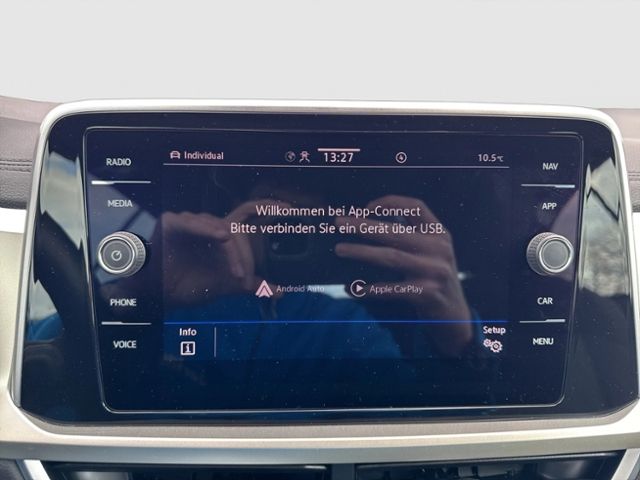 RADIO
MEDIA
PHONE
VOICE
Individual
13:27
10.5°C
Willkommen bei App-Connect
Bitte verbinden Sie ein Gerät über USB.
Android Auto
Apple CarPlay
Info
Setup
NAV
APP
CAR
MENU